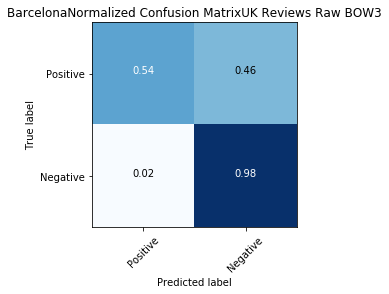 BarcelonaNormalized Confusion MatrixUK Reviews Raw BOW3
True label
Positive
0.54 0.46
Negative
0.02 0.98
Positive Negative
Predicted label